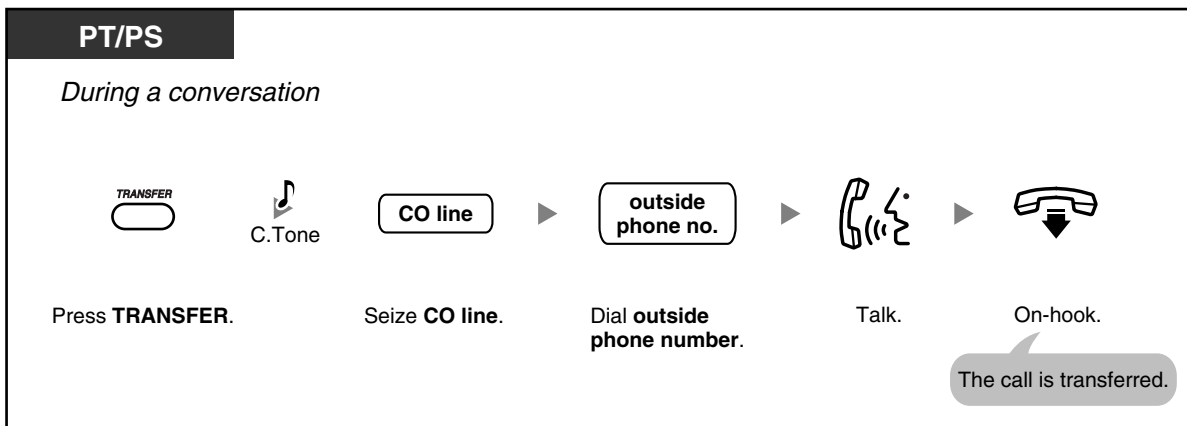 PT/PS
During a conversation
TRANSFER
C.Tone
CO line
outside
phone no.
Press TRANSFER.
Seize CO line.
Dial outside
phone number.
Talk.
On-hook.
The call is transferred.